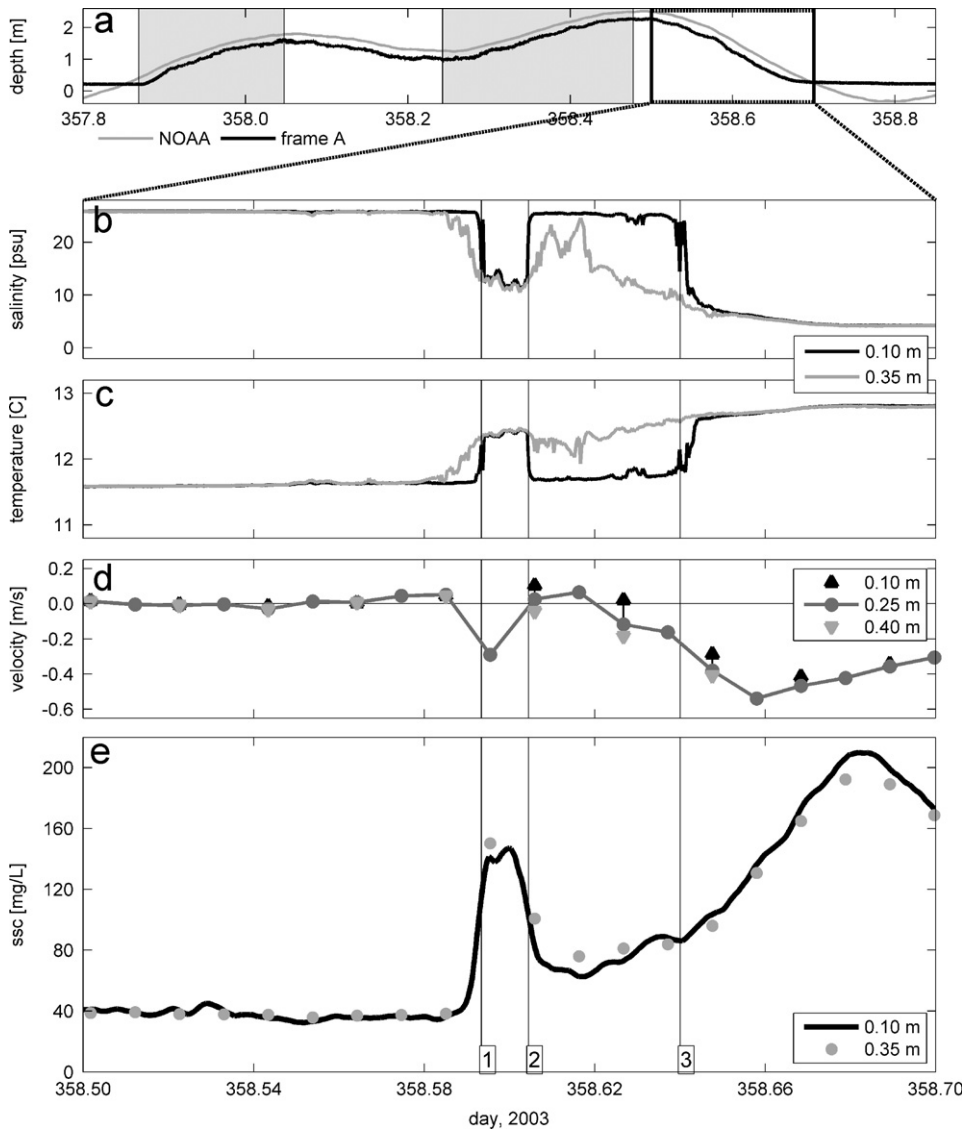 a
depth [m]
2
1
0
357.8
358.0
358.2
358.4
358.6
358.8
NOAA
frame A
b
salinity [psu]
20
10
0
0.10 m
0.35 m
c
temperature [C]
13
12
11
d
velocity [m/s]
0.2
0.0
-0.2
-0.4
-0.6
0.10 m
0.25 m
0.40 m
e
ssc [mg/L]
200
160
120
80
40
0
1
2
3
0.10 m
0.35 m
358.50
358.54
358.58
358.62
358.66
358.70
day, 2003